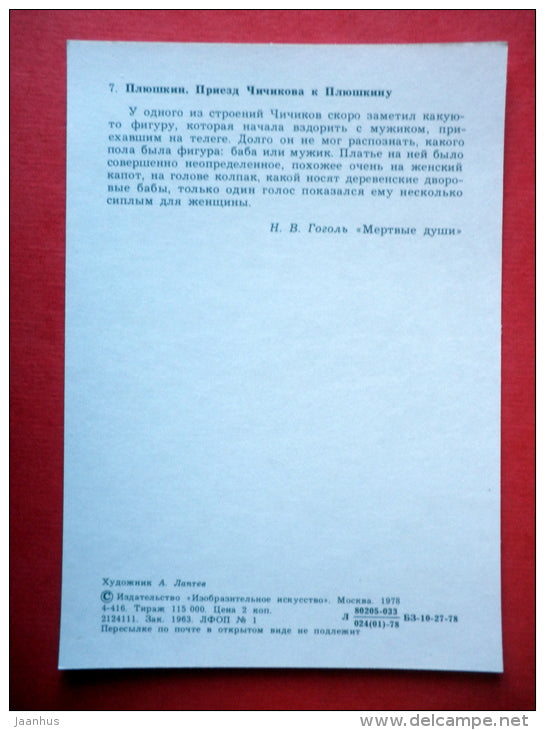 7. Плюшкин. Приезд Чичикова к Плюшкину
У одного из строений Чичиков скоро заметил какую-
то фигуру, которая начала вздорить с мужиком, при-
ехавшим на телеге. Долго он не мог распознать, какого
пола была фигура: баба или мужик. Платье на ней было
совершенно неопределенное, похожее очень на женский
капот, на голове колпак, какой носят деревенские дворо-
вые бабы, только один голос показался ему несколько
сиплым для женщины.
Н. В. Гоголь «Мертвые души»
Художник А. Лаптев
© Издательство «Изобразительное искусство». Москва. 1978
4-416. Тираж 115 000. Цена 2 коп.
2124111. Зак. 1963. ЛФОП № 1
Пересылке по почте в открытом виде не подлежит
Л 80205-033 БЗ-10-27-78
024(01)-78
jaanhus
www.delcampe.net